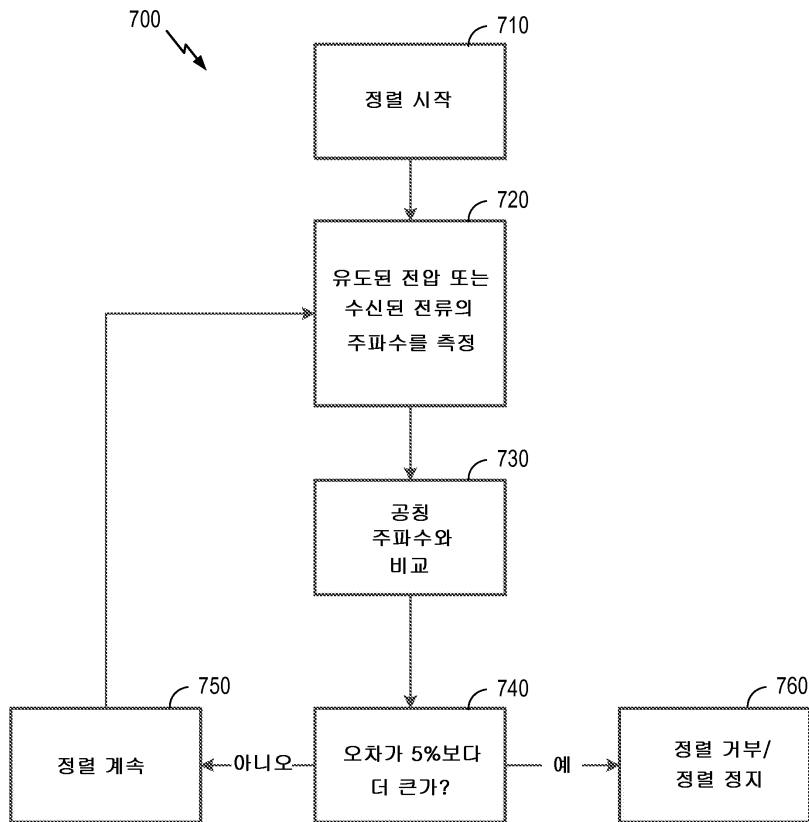 700
710
정렬 시작
720
유도된 전압 또는
수신된 전류의
주파수를 측정
730
공칭
주파수와
비교
750
740
760
정렬 계속
아니오
오차가 5%보다
더 큰가?
예
정렬 거부/
정렬 정지